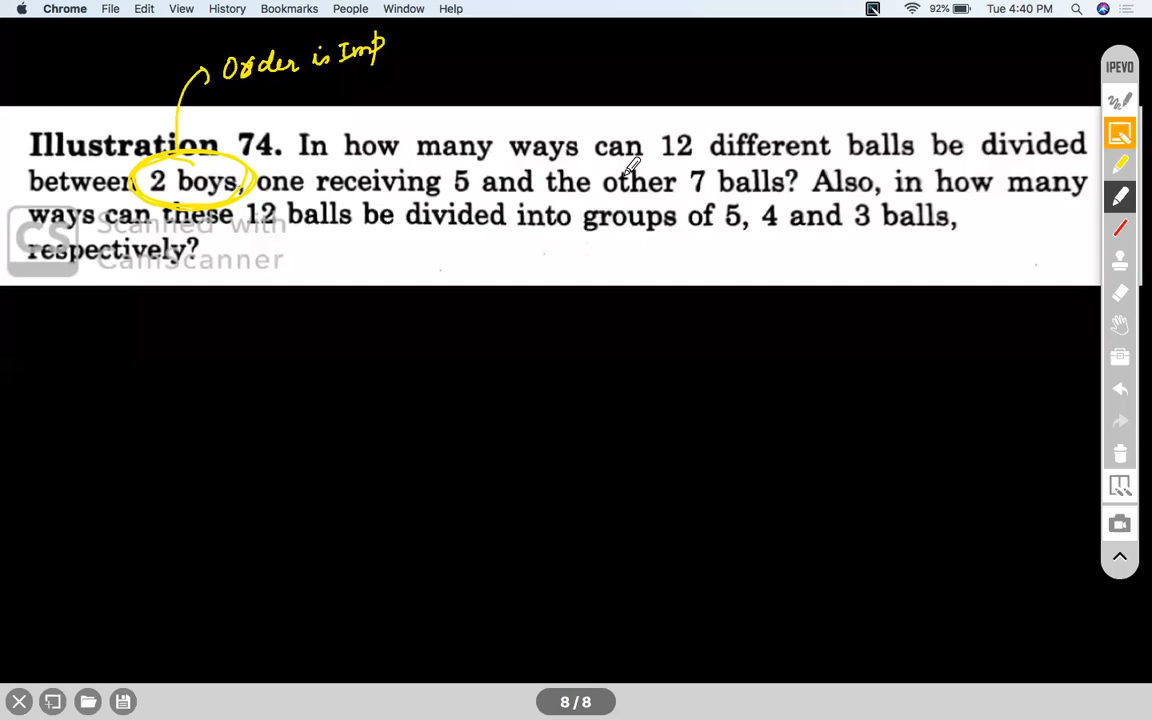 Chrome File Edit View History Bookmarks People Window Help 92% Tue 4:40 PM
Order is Imp
IPEVO
Illustration 74. In how many ways can 12 different balls be divided
between 2 boys, one receiving 5 and the other 7 balls? Also, in how many
ways can these 12 balls be divided into groups of 5, 4 and 3 balls,
respectively?
CS Scanned with
CamScanner
8 / 8